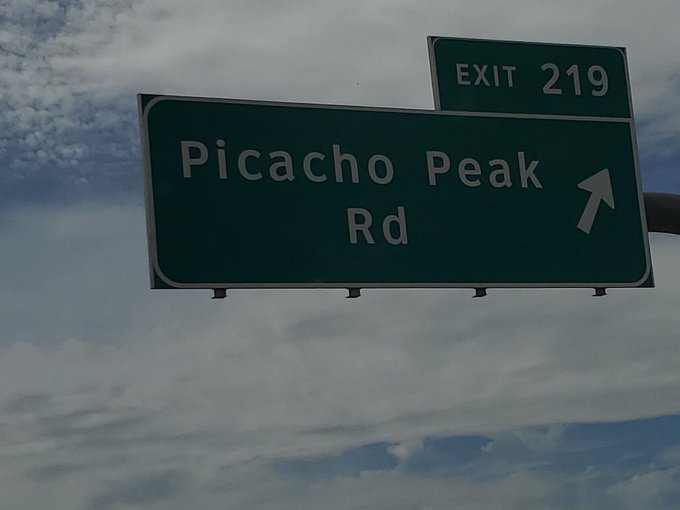 EXIT 219
Picacho Peak
Rd